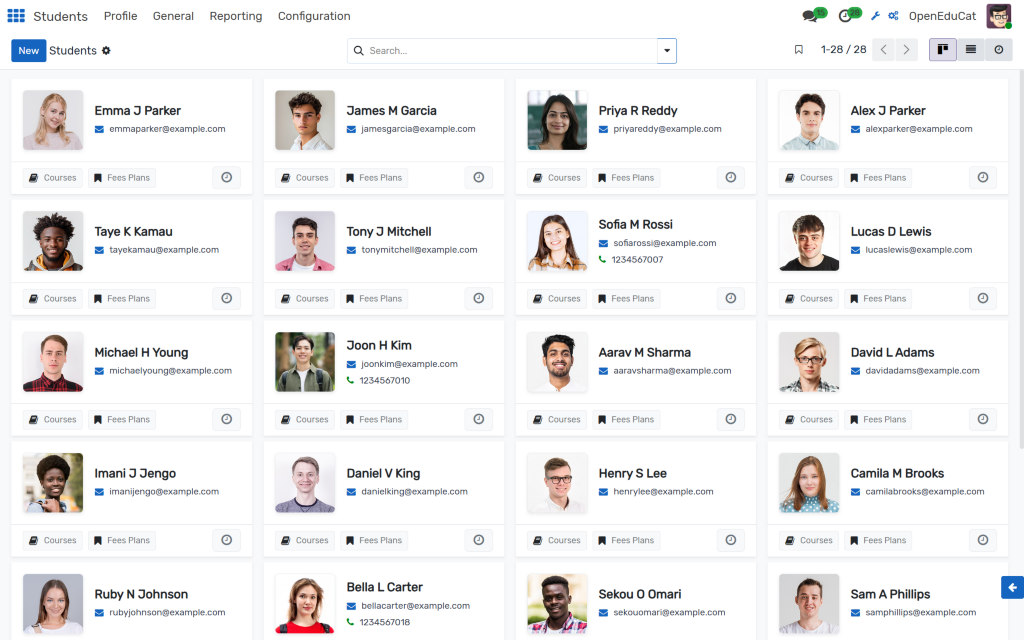 Students Profile General Reporting Configuration 15 28 OpenEduCat
New Students Search... 1-28 / 28
Emma J Parker
emmaparker@example.com
Courses Fees Plans
James M Garcia
jamesgarcia@example.com
Courses Fees Plans
Priya R Reddy
priyareddy@example.com
Courses Fees Plans
Alex J Parker
alexparker@example.com
Courses Fees Plans
Taye K Kamau
tayekamau@example.com
Courses Fees Plans
Tony J Mitchell
tonymitchell@example.com
Courses Fees Plans
Sofia M Rossi
sofiarossi@example.com
1234567007
Courses Fees Plans
Lucas D Lewis
lucaslewis@example.com
Courses Fees Plans
Michael H Young
michaelyoung@example.com
Courses Fees Plans
Joon H Kim
joonkim@example.com
1234567010
Courses Fees Plans
Aarav M Sharma
aaravsharma@example.com
Courses Fees Plans
David L Adams
davidadams@example.com
Courses Fees Plans
Imani J Jengo
imanijengo@example.com
Courses Fees Plans
Daniel V King
danielking@example.com
Courses Fees Plans
Henry S Lee
henrylee@example.com
Courses Fees Plans
Camila M Brooks
camilabrooks@example.com
Courses Fees Plans
Ruby N Johnson
rubyjohnson@example.com
Bella L Carter
bellacarter@example.com
1234567018
Sekou O Omari
sekouomari@example.com
Sam A Phillips
samphillips@example.com